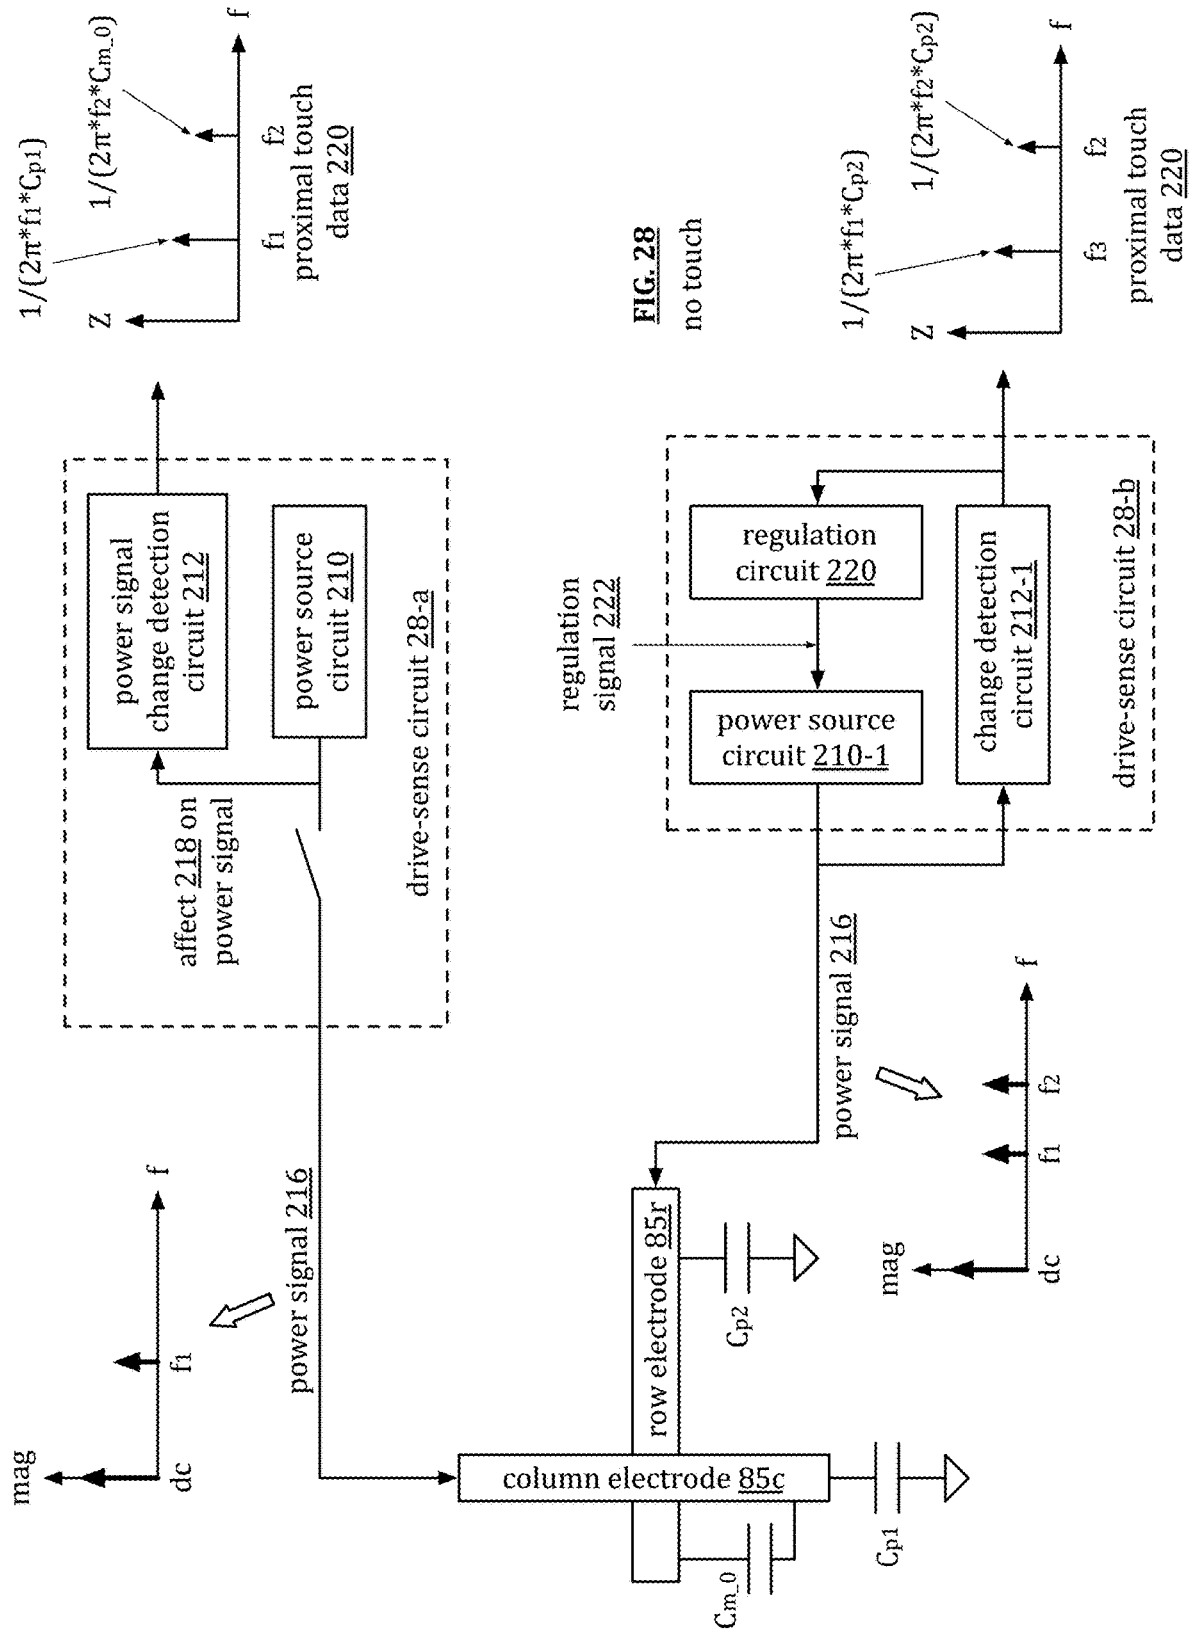 mag
dc
f1
f
power signal 216
affect 218 on
power signal
power signal
change detection
circuit 212
power source
circuit 210
drive-sense circuit 28-a
1/(2π*f1*Cp1)
1/(2π*f2*Cm_0)
Z
f1
f2
f
proximal touch
data 220
column electrode 85c
row electrode 85r
Cm_0
Cp1
Cp2
mag
dc
f1
f2
f
power signal 216
regulation
signal 222
power source
circuit 210-1
regulation
circuit 220
change detection
circuit 212-1
drive-sense circuit 28-b
FIG. 28
no touch
1/(2π*f1*Cp2)
1/(2π*f2*Cp2)
Z
f3
f2
f
proximal touch
data 220